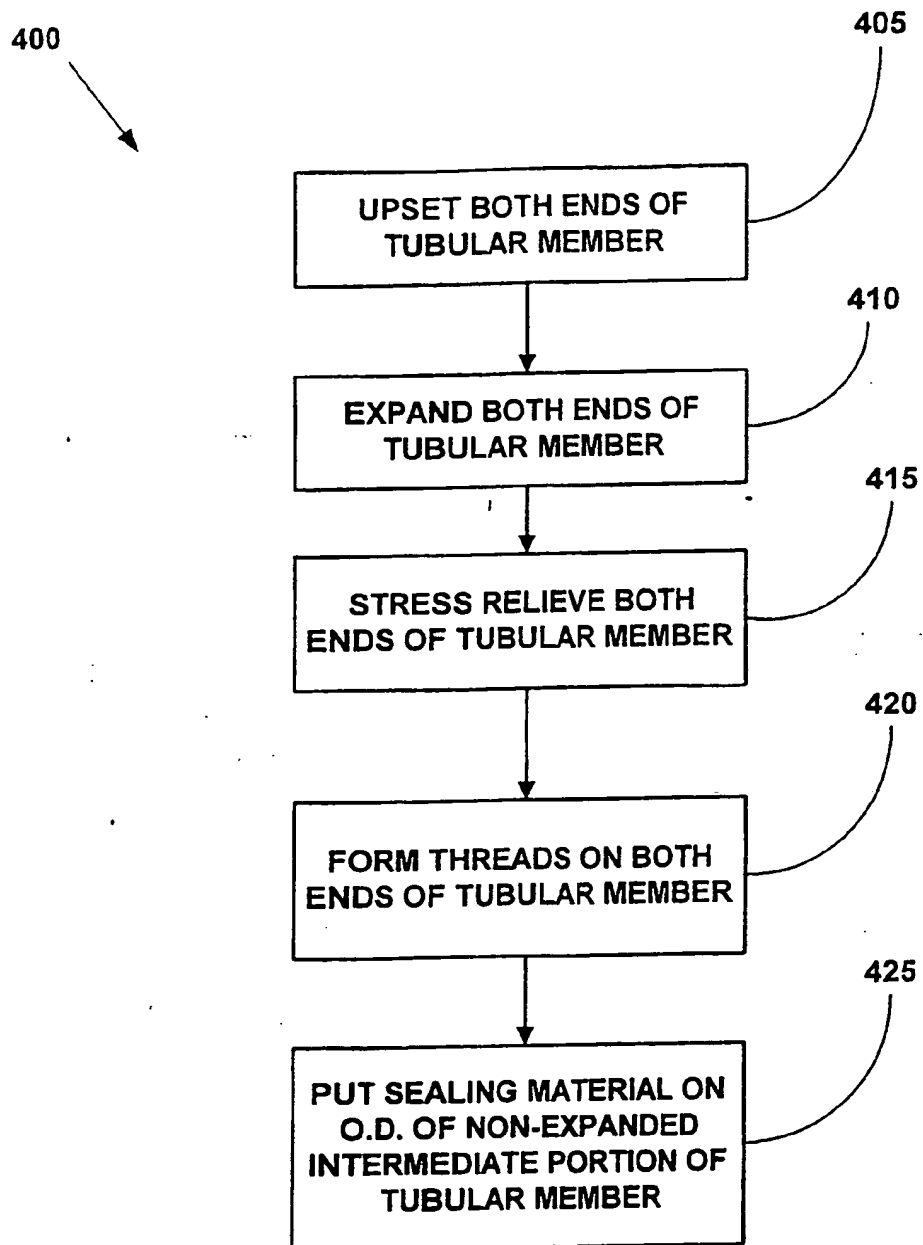 400
405
UPSET BOTH ENDS OF
TUBULAR MEMBER
410
EXPAND BOTH ENDS OF
TUBULAR MEMBER
415
STRESS RELIEVE BOTH
ENDS OF TUBULAR MEMBER
420
FORM THREADS ON BOTH
ENDS OF TUBULAR MEMBER
425
PUT SEALING MATERIAL ON
O.D. OF NON-EXPANDED
INTERMEDIATE PORTION OF
TUBULAR MEMBER